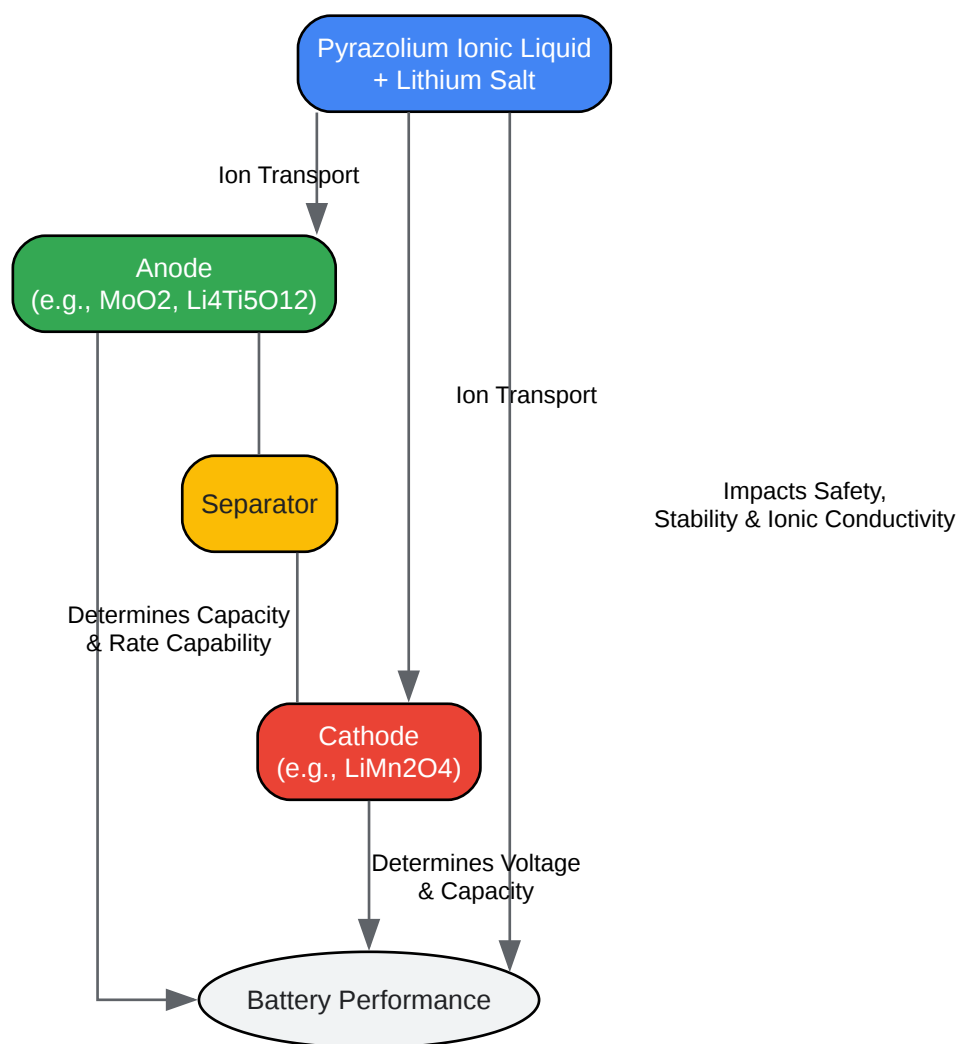 Pyrazolium Ionic Liquid
+ Lithium Salt
Ion Transport
Anode
(e.g., MoO2, Li4Ti5O12)
Ion Transport
Separator
Impacts Safety,
Stability & Ionic Conductivity
Determines Capacity
& Rate Capability
Cathode
(e.g., LiMn2O4)
Determines Voltage
& Capacity
Battery Performance